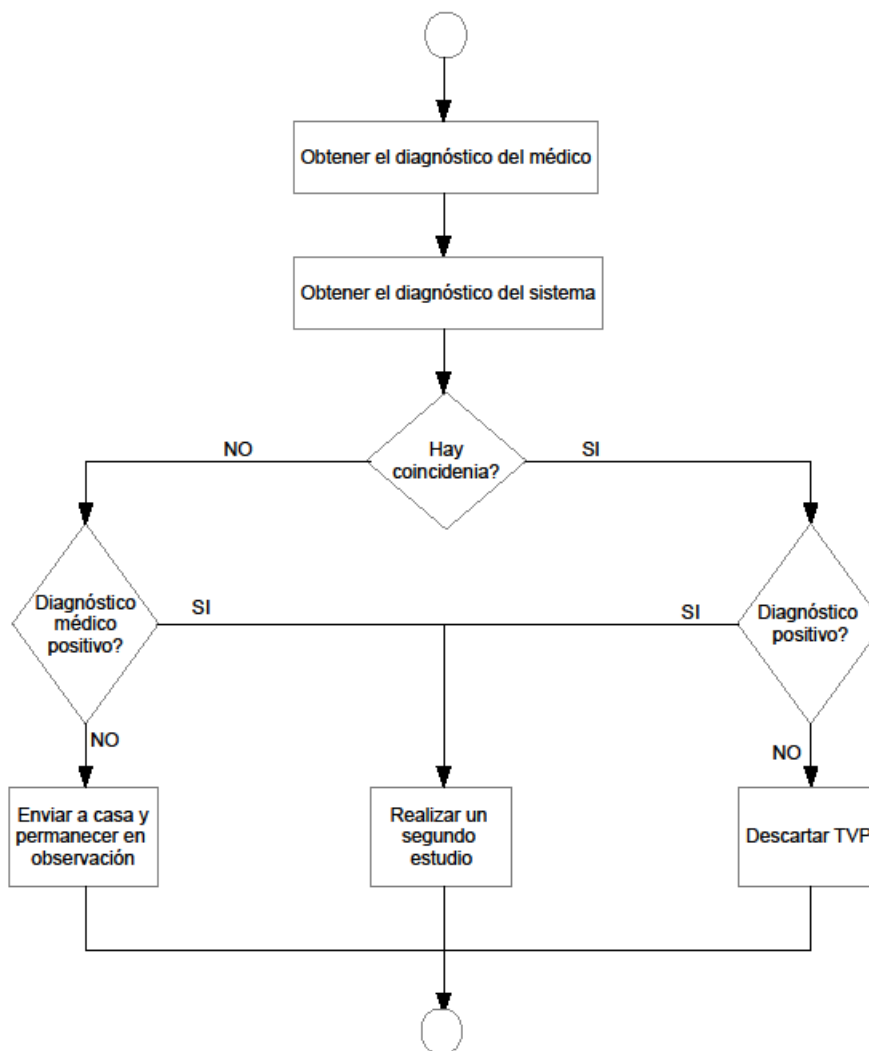 Obtener el diagnóstico del médico
Obtener el diagnóstico del sistema
Hay
coincidenia?
NO
SI
Diagnóstico
médico
positivo?
SI
SI
Diagnóstico
positivo?
NO
NO
Enviar a casa y
permanecer en
observación
Realizar un
segundo
estudio
Descartar TVP